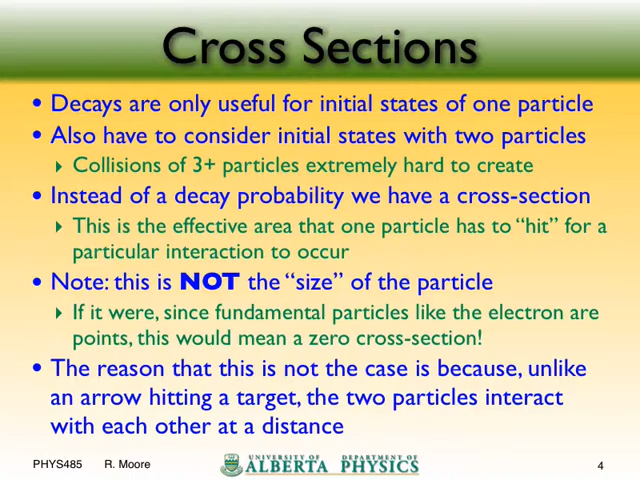 Cross Sections
• Decays are only useful for initial states of one particle
• Also have to consider initial states with two particles
‣ Collisions of 3+ particles extremely hard to create
• Instead of a decay probability we have a cross-section
‣ This is the effective area that one particle has to “hit” for a
particular interaction to occur
• Note: this is NOT the “size” of the particle
‣ If it were, since fundamental particles like the electron are
points, this would mean a zero cross-section!
• The reason that this is not the case is because, unlike
an arrow hitting a target, the two particles interact
with each other at a distance
PHYS485 R. Moore
UNIVERSITY OF DEPARTMENT OF
ALBERTA PHYSICS
4